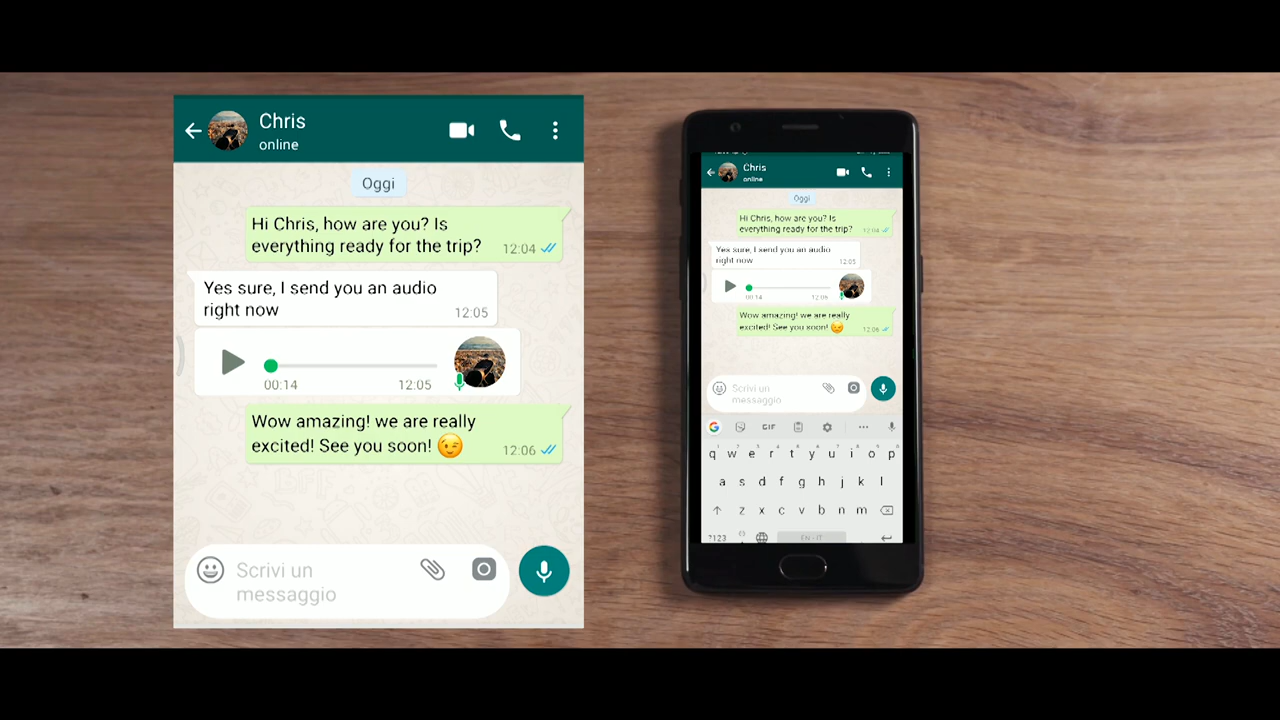 Chris
online
Oggi
Hi Chris, how are you? Is
everything ready for the trip? 12:04
Yes sure, I send you an audio
right now 12:05
00:14 12:05
Wow amazing! we are really
excited! See you soon! 😉 12:06
Scrivi un
messaggio
Chris
online
Oggi
Hi Chris, how are you? Is
everything ready for the trip? 12:04
Yes sure, I send you an audio
right now 12:05
00:14
Wow amazing! we are really
excited! See you soon! 😉 12:06
Scrivi un
messaggio
G GIF
q w e r t y u i o p
a s d f g h j k l
z x c v b n m
?123 EN · IT